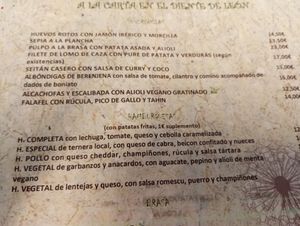 A LA CARTA EN EL DIENTE DE LEÓN
HUEVOS ROTOS CON JAMÓN IBÉRICO Y MORCILLA
SEPIA A LA PLANCHA
PULPO A LA BRASA CON PATATA ASADA Y ALIOLI
FILETE DE LOMO DE CAZA CON PURE DE PATATA Y VERDURAS (según
existencias)
SEITÁN CASERO CON SALSA DE CURRY Y COCO
ALBÓNDIGAS DE BERENJENA con salsa de tomate, cilantro y comino acompañado de
dados de boniato
ALCACHOFAS Y ESCALIVADA CON ALIOLI VEGANO GRATINADO
FALAFEL CON RÚCULA, PICO DE GALLO Y TAHIN
(con patatas fritas, 1€ suplemento)
H. COMPLETA con lechuga, tomate, queso y cebolla caramelizada
H. ESPECIAL de ternera local, con queso de cabra, beicon confitado y nueces
H. POLLO con queso cheddar, champiñones, rúcula y salsa tártara
H. VEGETAL de garbanzos y anacardos, con aguacate, pepino y alioli de menta
vegano
H. VEGETAL de lentejas y queso, con salsa romescu, puerro y champiñones